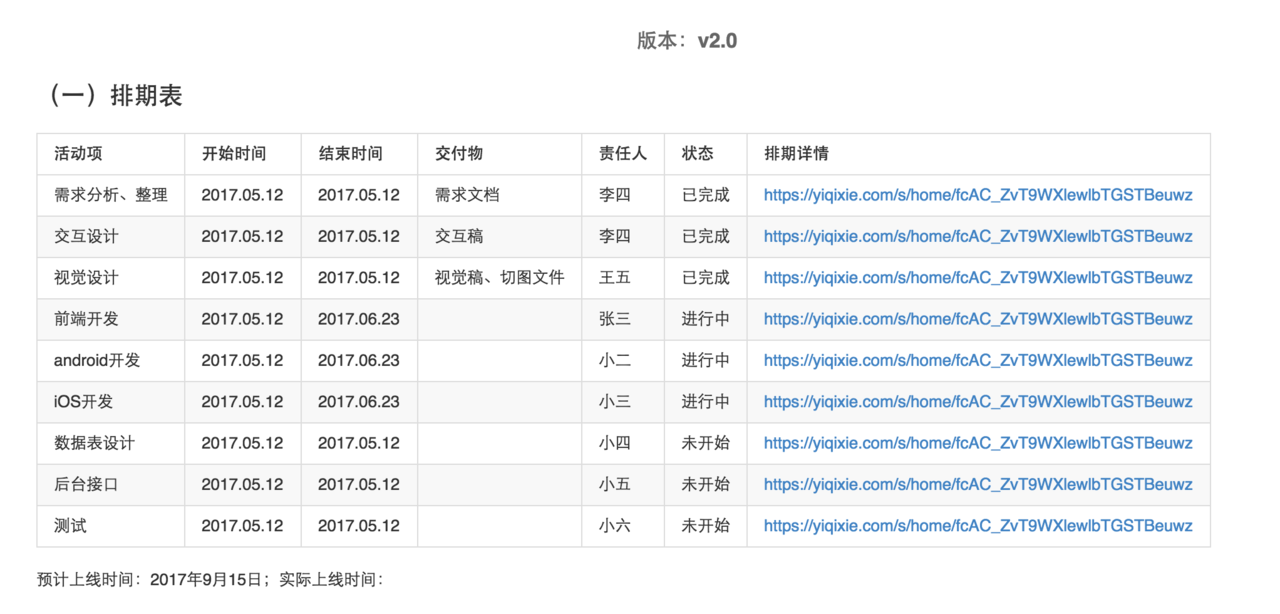 版本：v2.0
（一）排期表
活动项 开始时间 结束时间 交付物 责任人 状态 排期详情
需求分析、整理 2017.05.12 2017.05.12 需求文档 李四 已完成 https://yiqixie.com/s/home/fcAC_ZvT9WXlewlbTGSTBeuwz
交互设计 2017.05.12 2017.05.12 交互稿 李四 已完成 https://yiqixie.com/s/home/fcAC_ZvT9WXlewlbTGSTBeuwz
视觉设计 2017.05.12 2017.05.12 视觉稿、切图文件 王五 已完成 https://yiqixie.com/s/home/fcAC_ZvT9WXlewlbTGSTBeuwz
前端开发 2017.05.12 2017.06.23 张三 进行中 https://yiqixie.com/s/home/fcAC_ZvT9WXlewlbTGSTBeuwz
android开发 2017.05.12 2017.06.23 小二 进行中 https://yiqixie.com/s/home/fcAC_ZvT9WXlewlbTGSTBeuwz
iOS开发 2017.05.12 2017.06.23 小三 进行中 https://yiqixie.com/s/home/fcAC_ZvT9WXlewlbTGSTBeuwz
数据表设计 2017.05.12 2017.05.12 小四 未开始 https://yiqixie.com/s/home/fcAC_ZvT9WXlewlbTGSTBeuwz
后台接口 2017.05.12 2017.05.12 小五 未开始 https://yiqixie.com/s/home/fcAC_ZvT9WXlewlbTGSTBeuwz
测试 2017.05.12 2017.05.12 小六 未开始 https://yiqixie.com/s/home/fcAC_ZvT9WXlewlbTGSTBeuwz
预计上线时间：2017年9月15日；实际上线时间：